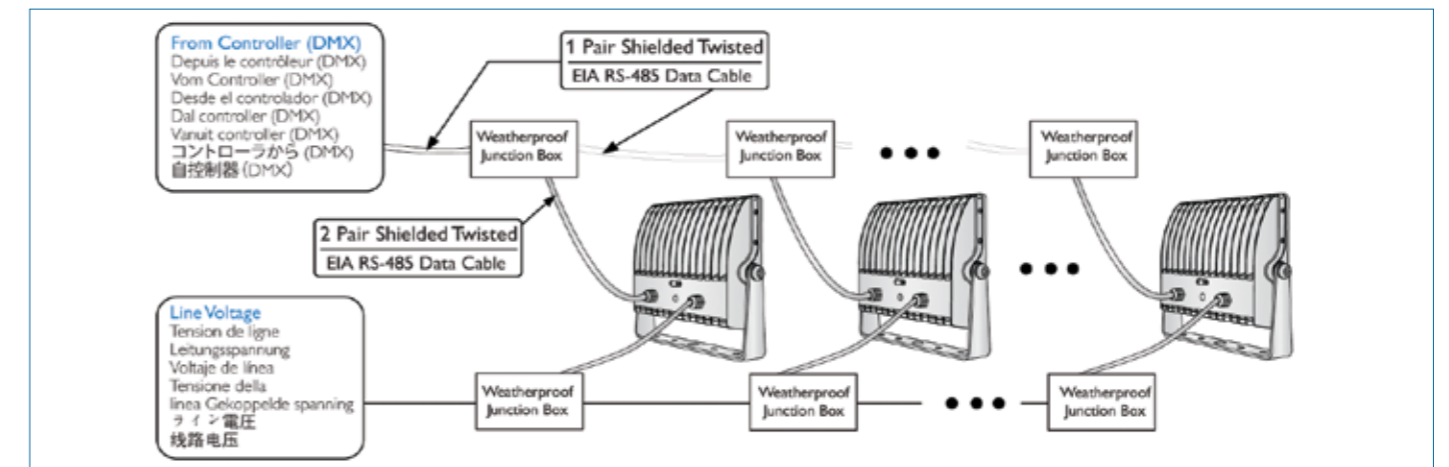 From Controller (DMX)
Depuis le contrôleur (DMX)
Vom Controller (DMX)
Desde el controlador (DMX)
Dal controller (DMX)
Vanuit controller (DMX)
コントローラから (DMX)
自控制器 (DMX)
1 Pair Shielded Twisted
EIA RS-485 Data Cable
Weatherproof
Junction Box
Weatherproof
Junction Box
Weatherproof
Junction Box
2 Pair Shielded Twisted
EIA RS-485 Data Cable
Line Voltage
Tension de ligne
Leitungsspannung
Voltaje de línea
Tensione della
linea Gekoppelde spanning
ライン電圧
线路电压
Weatherproof
Junction Box
Weatherproof
Junction Box
Weatherproof
Junction Box